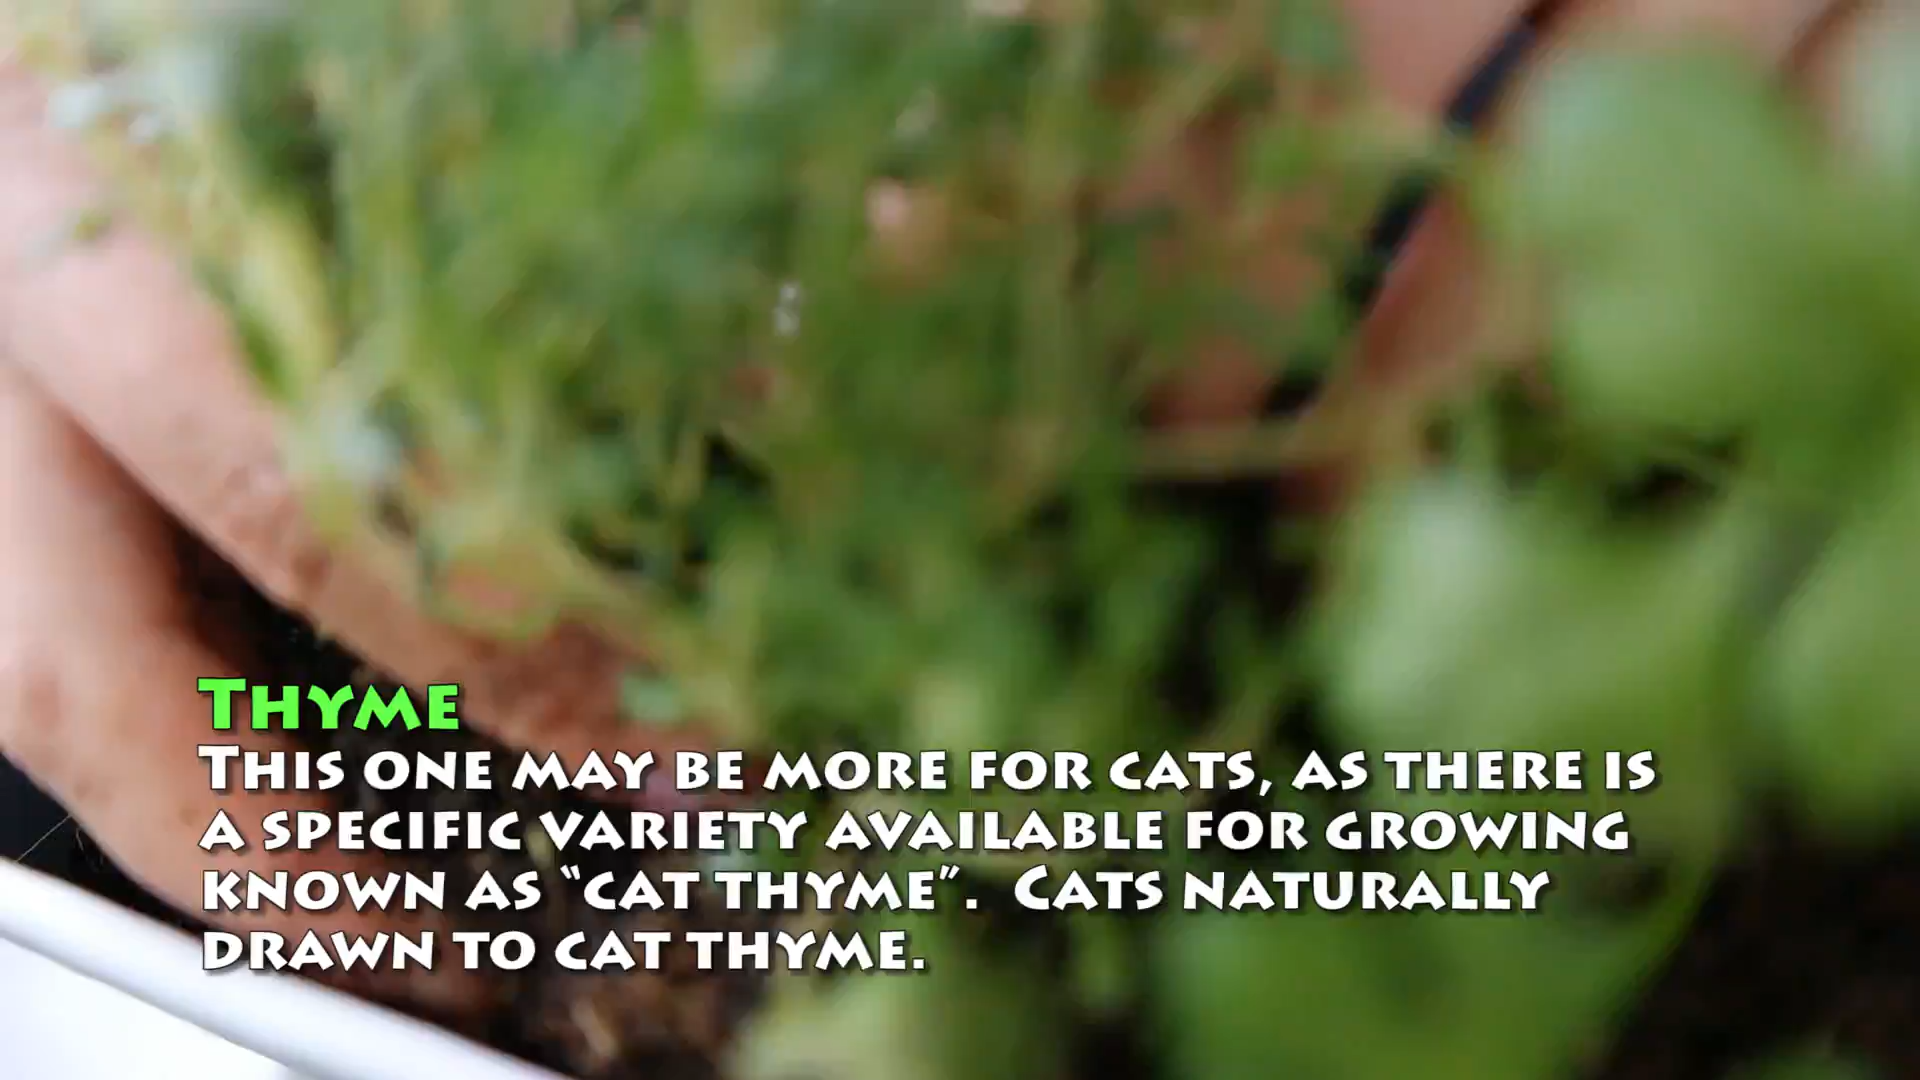 Thyme
This one may be more for cats, as there is
a specific variety available for growing
known as “cat thyme”.  Cats naturally
drawn to cat thyme.